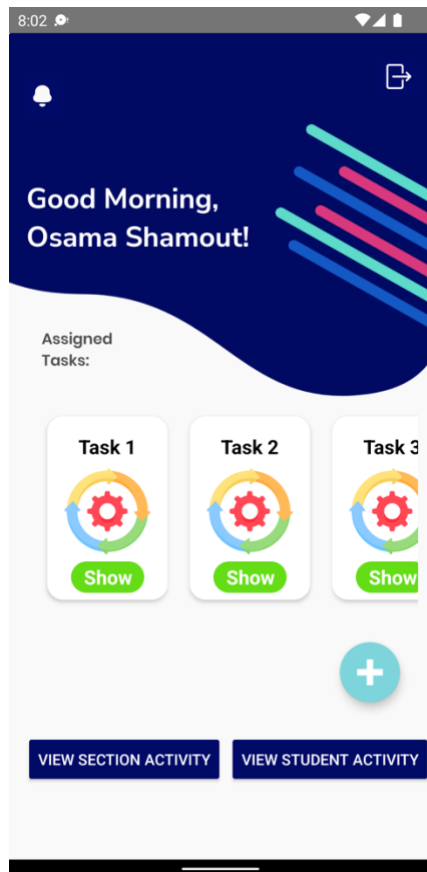 8:02
Good Morning,
Osama Shamout!
Assigned
Tasks:
Task 1 Task 2 Task 3
Show Show Show
VIEW SECTION ACTIVITY VIEW STUDENT ACTIVITY